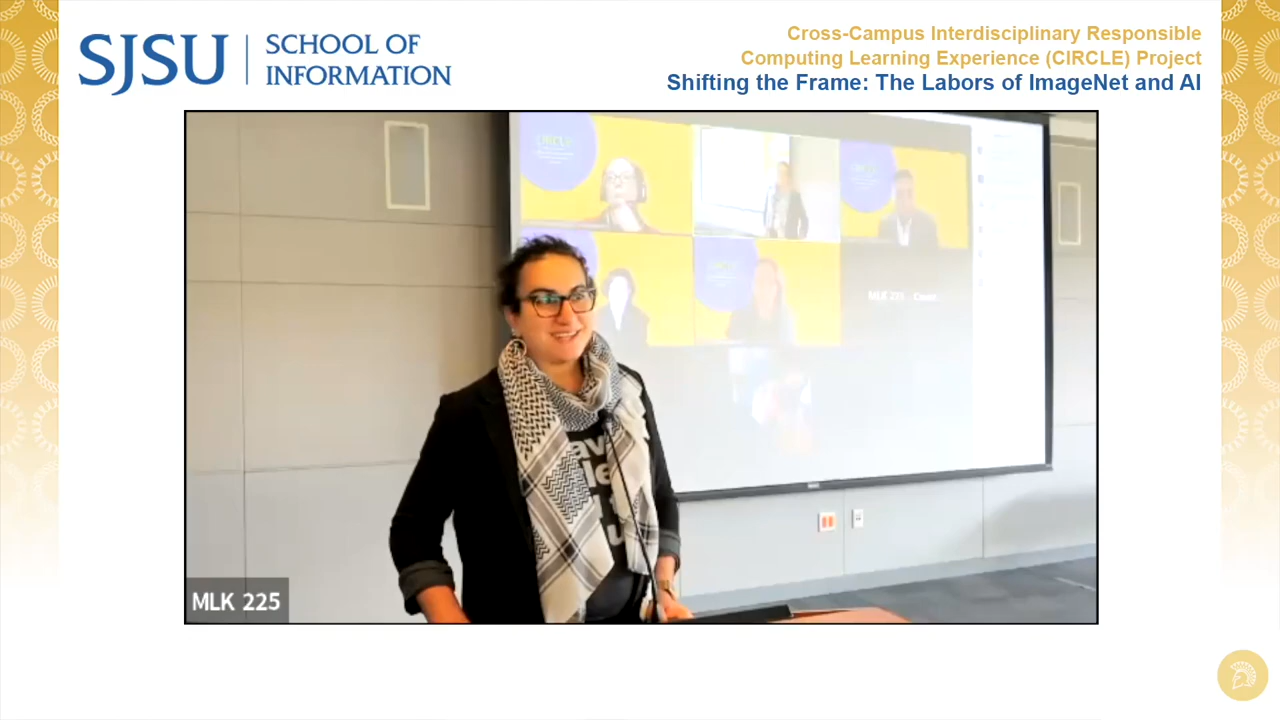 SJSU
SCHOOL OF
INFORMATION
Cross-Campus Interdisciplinary Responsible
Computing Learning Experience (CIRCLE) Project
Shifting the Frame: The Labors of ImageNet and AI
CIRCLE
MLK 225